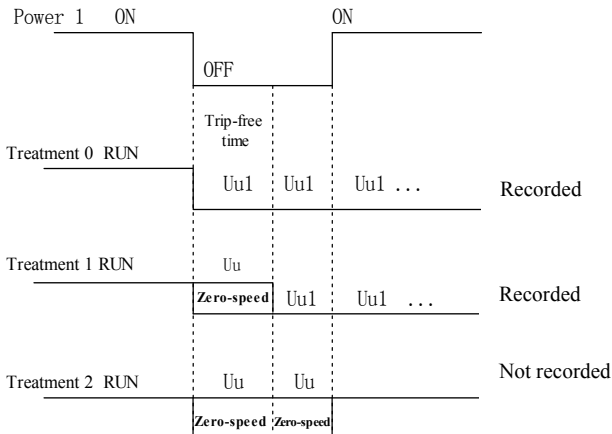 Power 1 ON ON
OFF
Trip-free
time
Treatment 0 RUN
Uu1 Uu1 Uu1 ...
Recorded
Treatment 1 RUN Uu
Zero-speed Uu1 Uu1 ...
Recorded
Not recorded
Treatment 2 RUN Uu Uu
Zero-speed Zero-speed